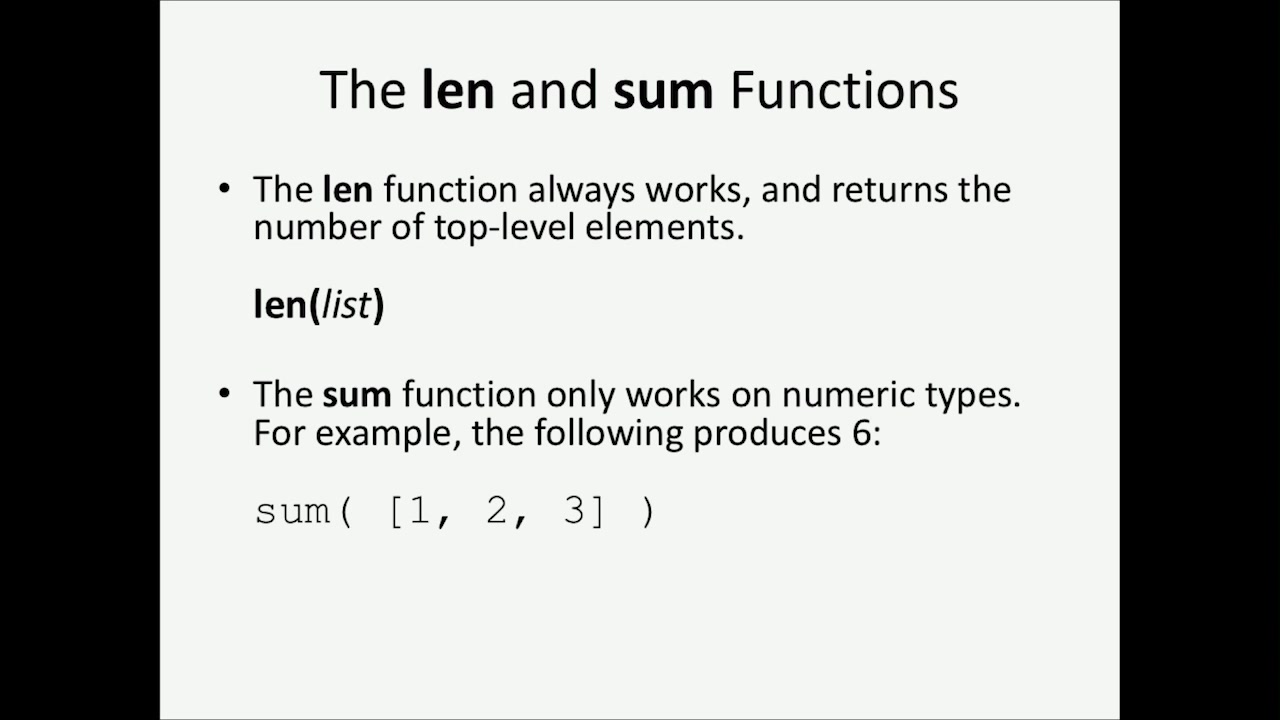 The len and sum Functions
• The len function always works, and returns the
number of top-level elements.
len(list)
• The sum function only works on numeric types.
For example, the following produces 6:
sum( [1, 2, 3] )